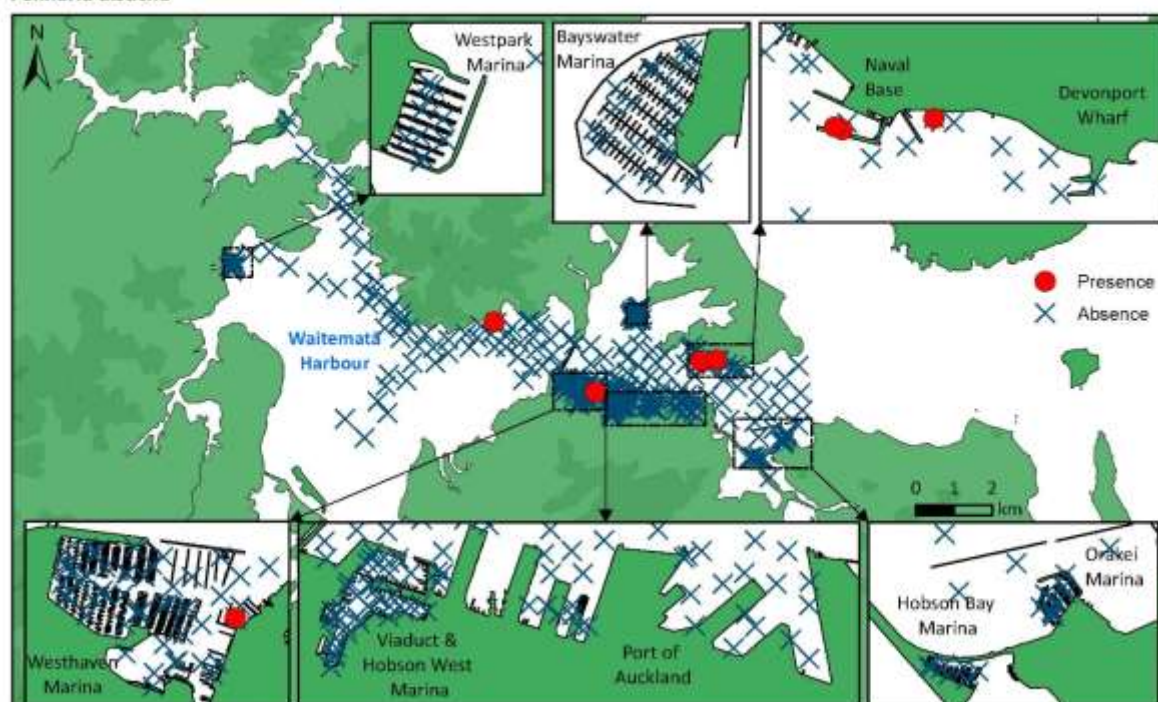 N
Westpark
Marina
Bayswater
Marina
Naval
Base
Devonport
Wharf
Presence
Absence
Waitematā
Harbour
0 1 2
km
Westhaven
Marina
Viaduct &
Hobson West
Marina
Port of
Auckland
Hobson Bay
Marina
Orakei
Marina